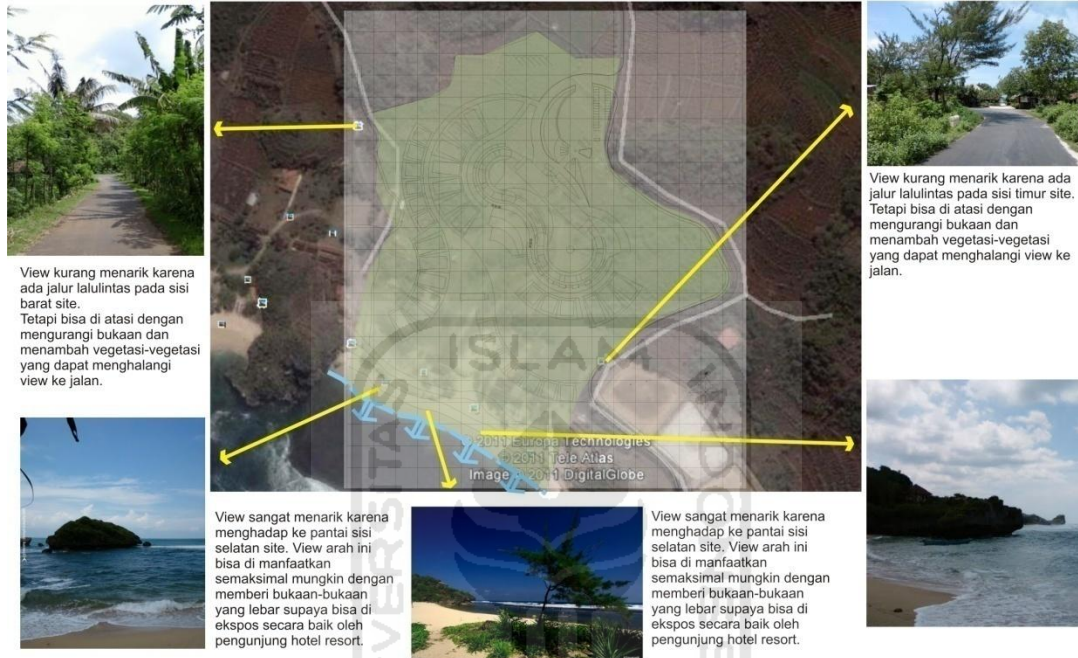 View kurang menarik karena
ada jalur lalulintas pada sisi
barat site.
Tetapi bisa di atasi dengan
mengurangi bukaan dan
menambah vegetasi-vegetasi
yang dapat menghalangi
view ke jalan.
View kurang menarik karena ada
jalur lalulintas pada sisi timur site.
Tetapi bisa di atasi dengan
mengurangi bukaan dan
menambah vegetasi-vegetasi
yang dapat menghalangi view ke
jalan.
ISLAM
© 2011 Europa Technologies
© 2011 Tele Atlas
Image © 2011 DigitalGlobe
View sangat menarik karena
menghadap ke pantai sisi
selatan site. View arah ini
bisa di manfaatkan
semaksimal mungkin dengan
memberi bukaan-bukaan
yang lebar supaya bisa di
ekspos secara baik oleh
pengunjung hotel resort.
View sangat menarik karena
menghadap ke pantai sisi
selatan site. View arah ini
bisa di manfaatkan
semaksimal mungkin dengan
memberi bukaan-bukaan
yang lebar supaya bisa di
ekspos secara baik oleh
pengunjung hotel resort.